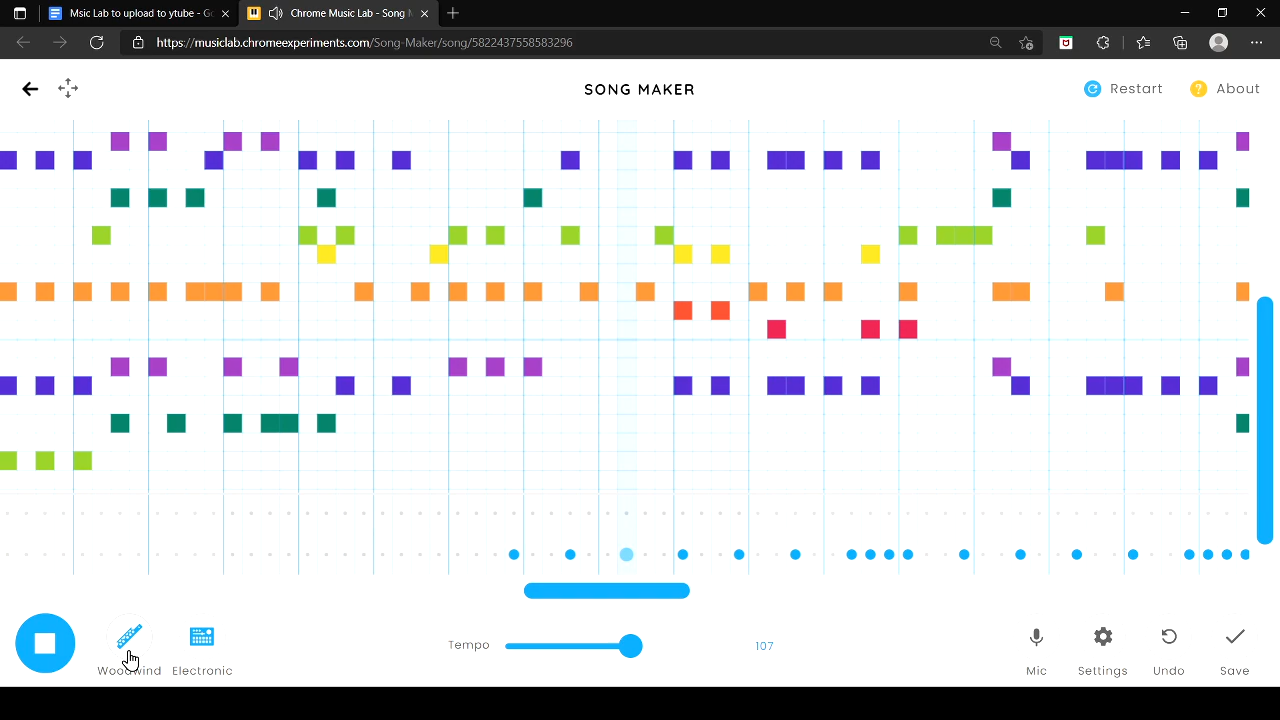 Msic Lab to upload to ytube - Go
Chrome Music Lab - Song M
https://musiclab.chromeexperiments.com/Song-Maker/song/5822437558583296
SONG MAKER
Restart
? About
Tempo
107
Woodwind
Electronic
Mic
Settings
Undo
Save